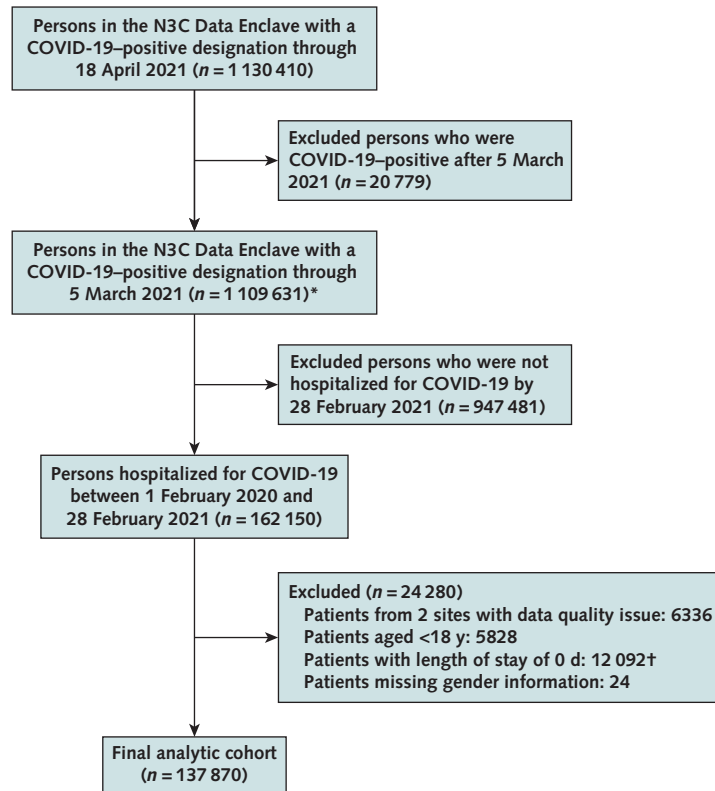 Persons in the N3C Data Enclave with a
COVID-19–positive designation through
18 April 2021 (n = 1 130 410)
Excluded persons who were
COVID-19–positive after 5 March
2021 (n = 20 779)
Persons in the N3C Data Enclave with a
COVID-19–positive designation through
5 March 2021 (n = 1 109 631)*
Excluded persons who were not
hospitalized for COVID-19 by
28 February 2021 (n = 947 481)
Persons hospitalized for COVID-19
between 1 February 2020 and
28 February 2021 (n = 162 150)
Excluded (n = 24 280)
Patients from 2 sites with data quality issue: 6336
Patients aged <18 y: 5828
Patients with length of stay of 0 d: 12 092†
Patients missing gender information: 24
Final analytic cohort
(n = 137 870)